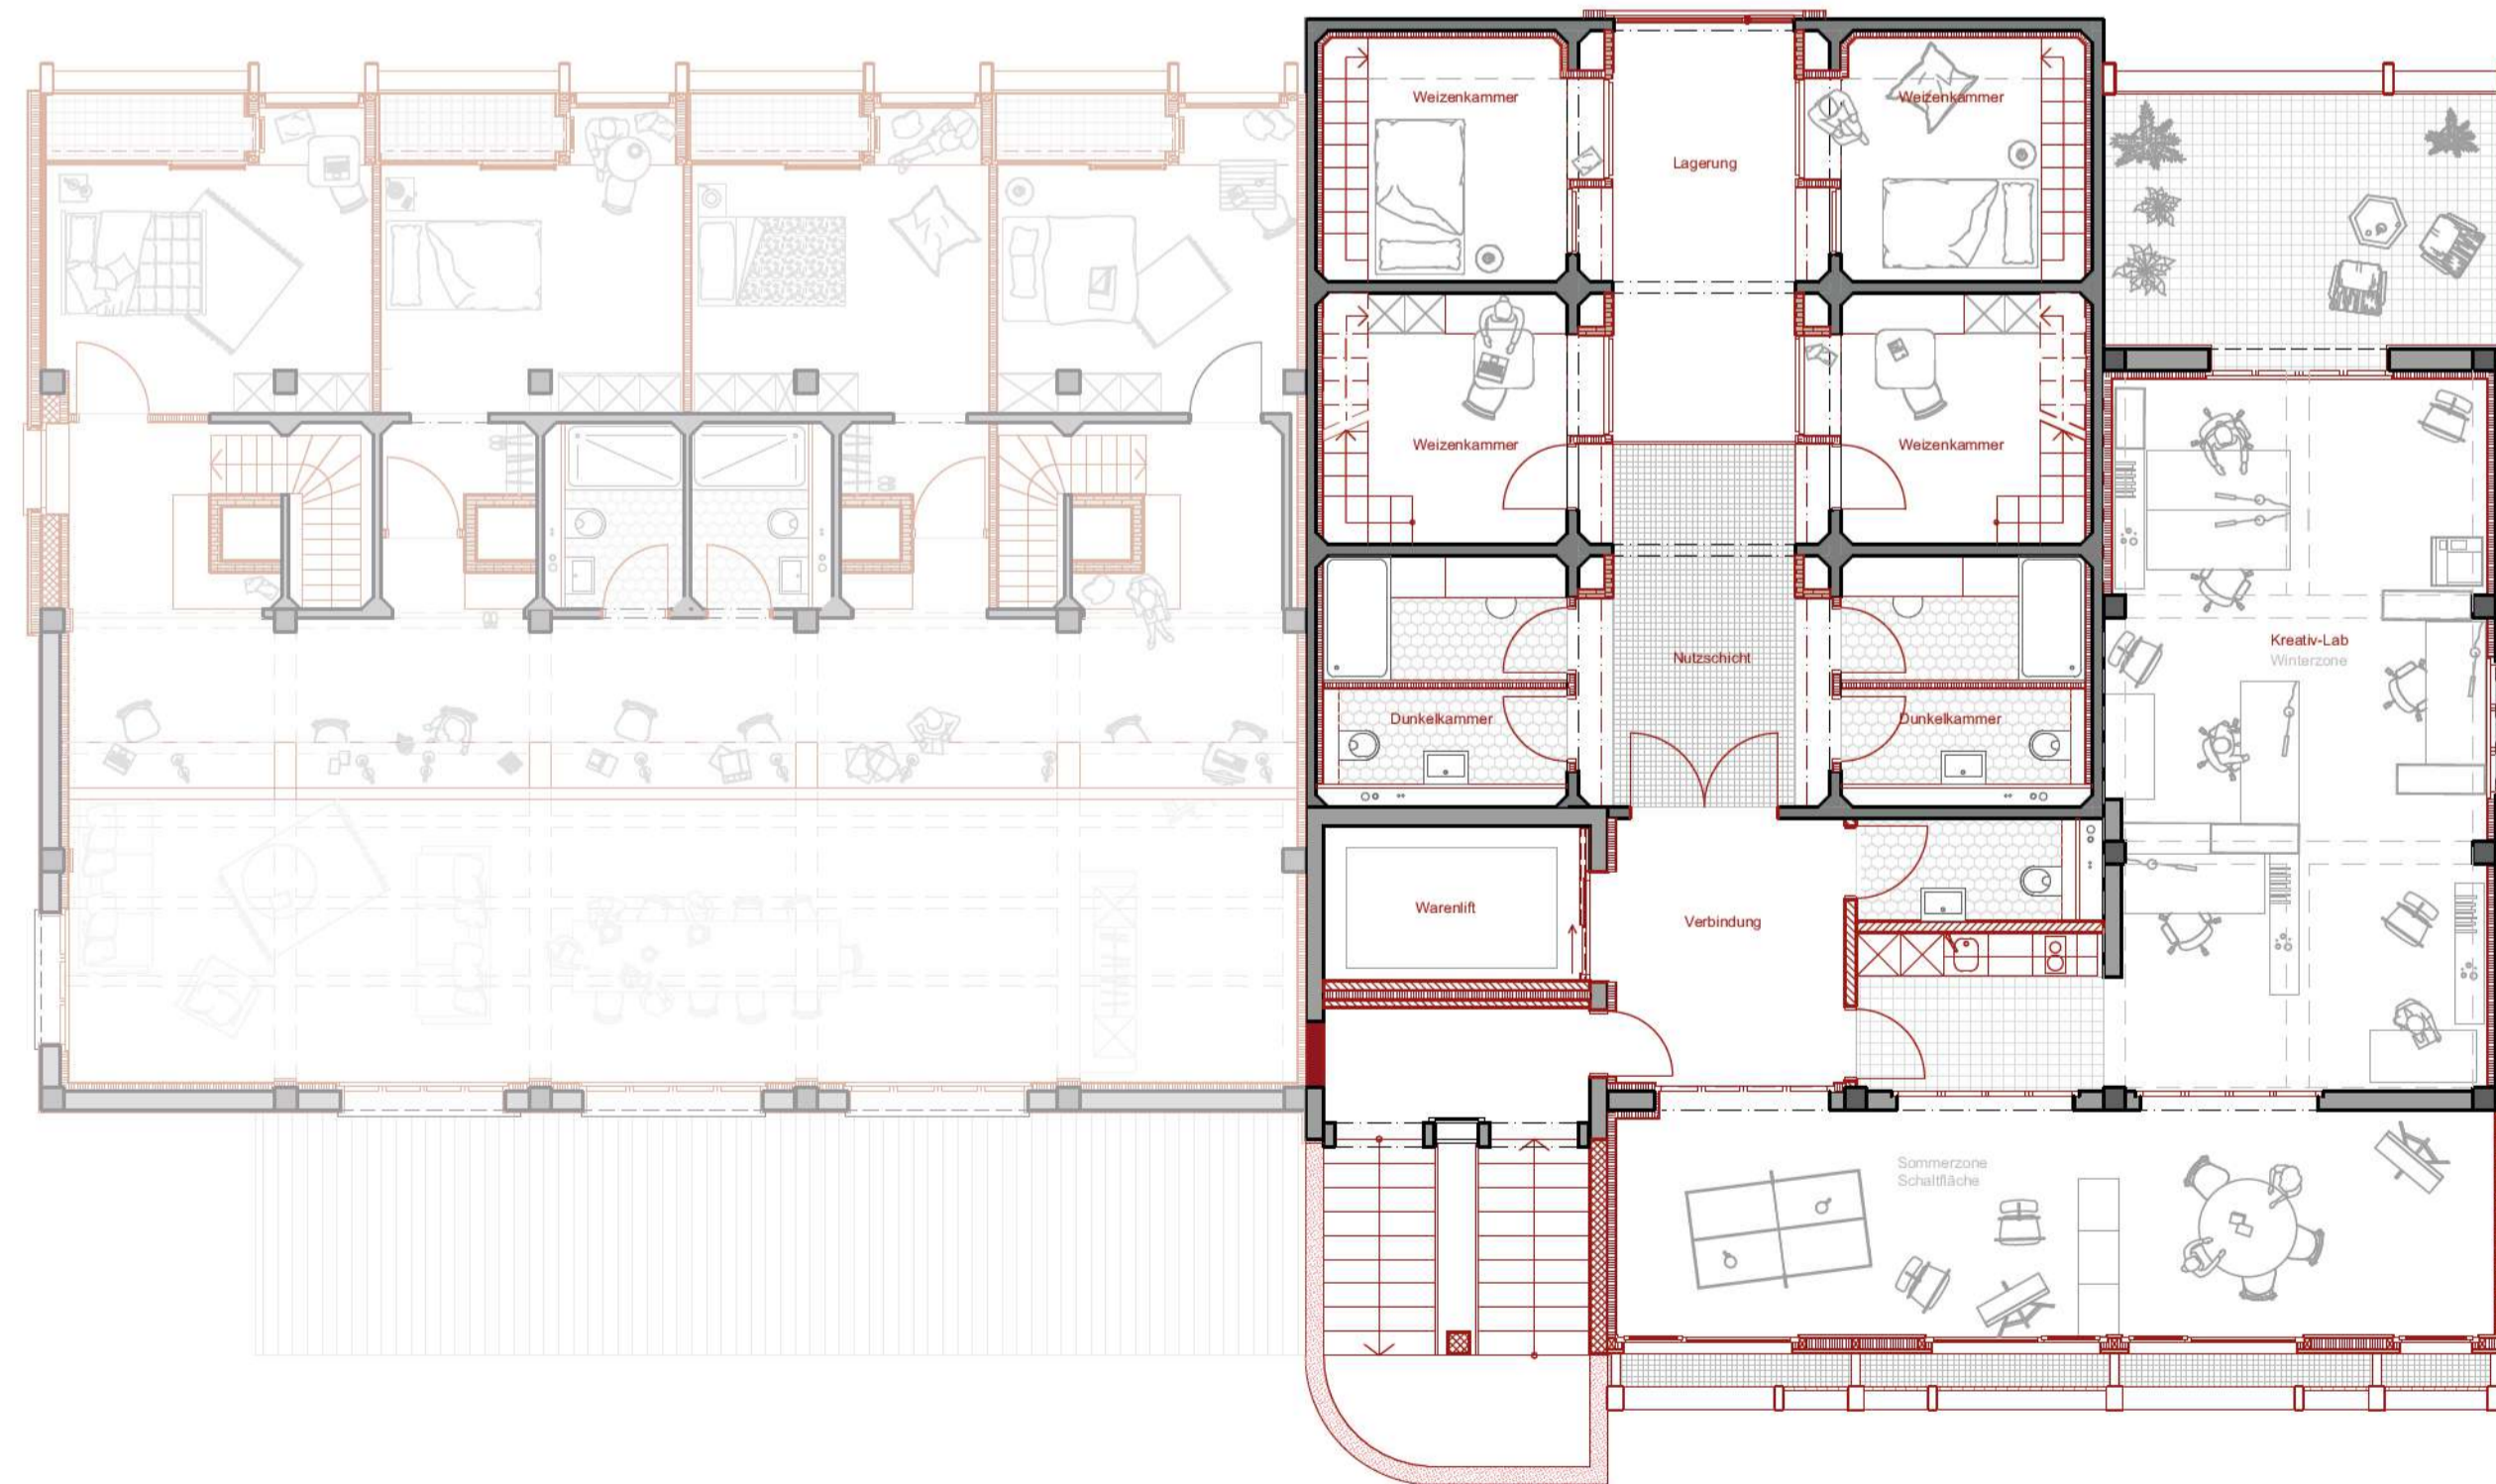 Weizenkammer
Weizenkammer
Lagerung
Weizenkammer
Weizenkammer
Kreativ-Lab
Winterzone
Nutzschicht
Dunkelkammer
Dunkelkammer
Warenlift
Verbindung
Sommerzone
Schaltfläche